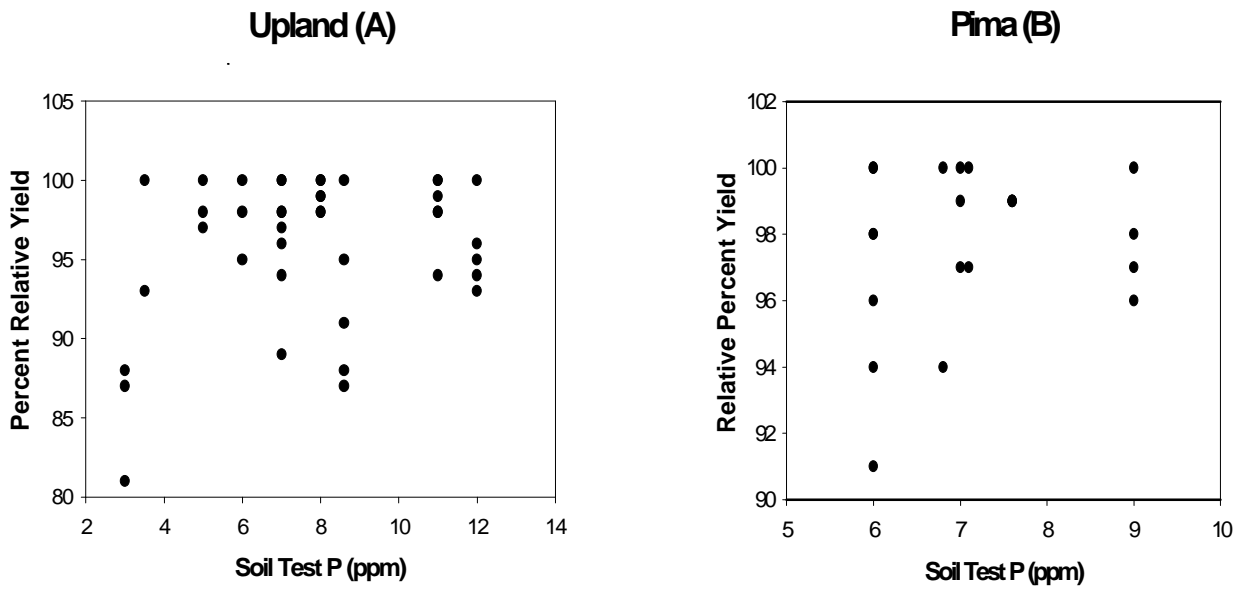 Upland (A)
Pima (B)
Percent Relative Yield
105
100
95
90
85
80
2 4 6 8 10 12 14
Soil Test P (ppm)
Relative Percent Yield
102
100
98
96
94
92
90
5 6 7 8 9 10
Soil Test P (ppm)